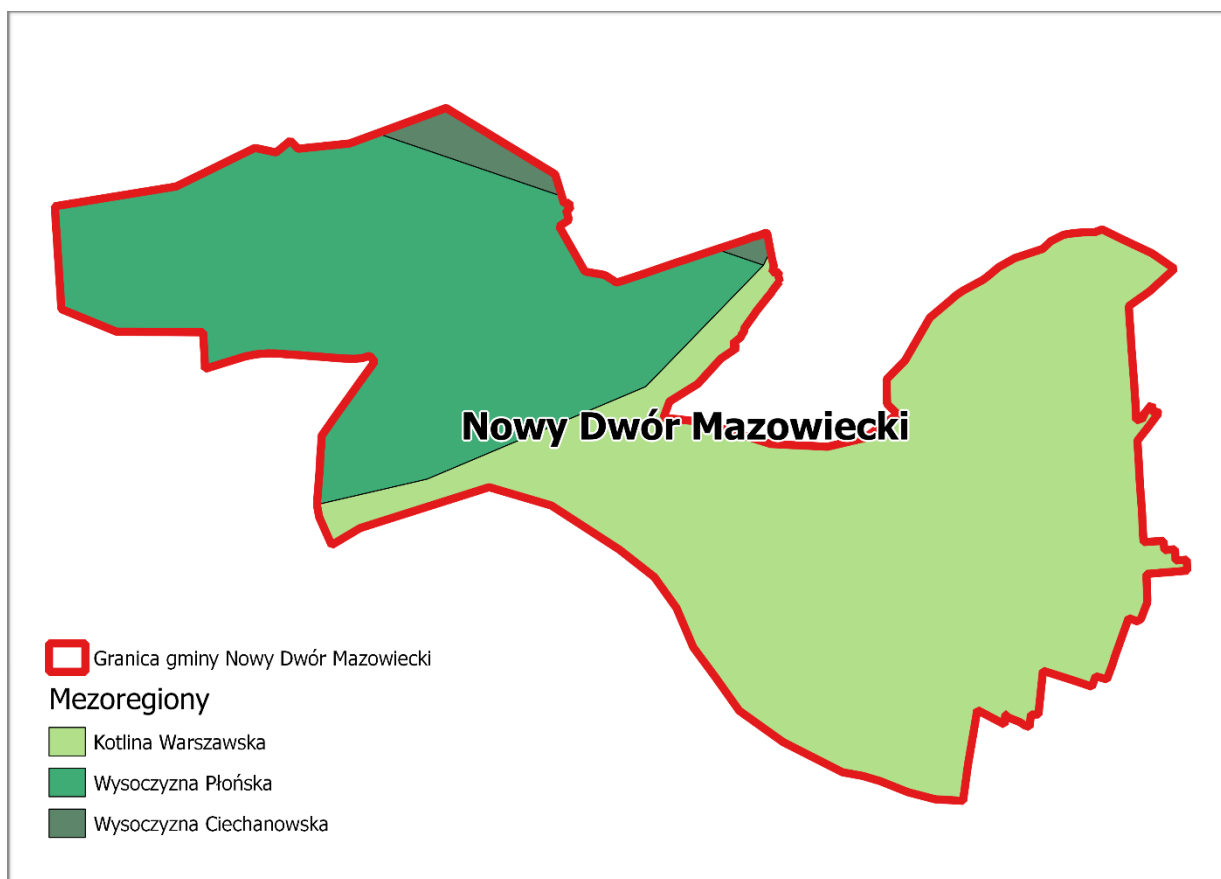 Nowy Dwór Mazowiecki
Granica gminy Nowy Dwór Mazowiecki
Mezoregiony
Kotlina Warszawska
Wysoczyzna Płońska
Wysoczyzna Ciechanowska